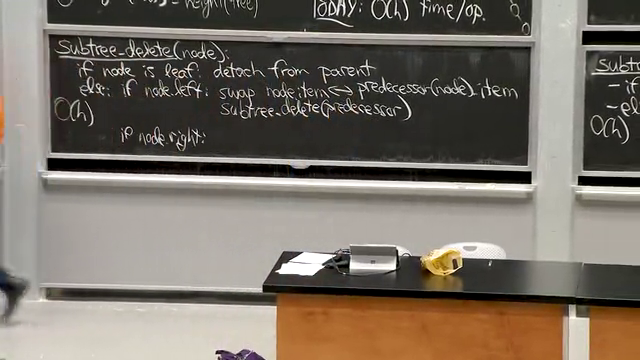 height(tree)
TODAY: O(h) time/op.
subtree_delete(node):
if node is leaf: detach from parent
else: if node.left: swap node.item ↔ predecessor(node).item
O(h) subtree_delete(predecessor)
if node.right:
subt
- if
- el
O(h)